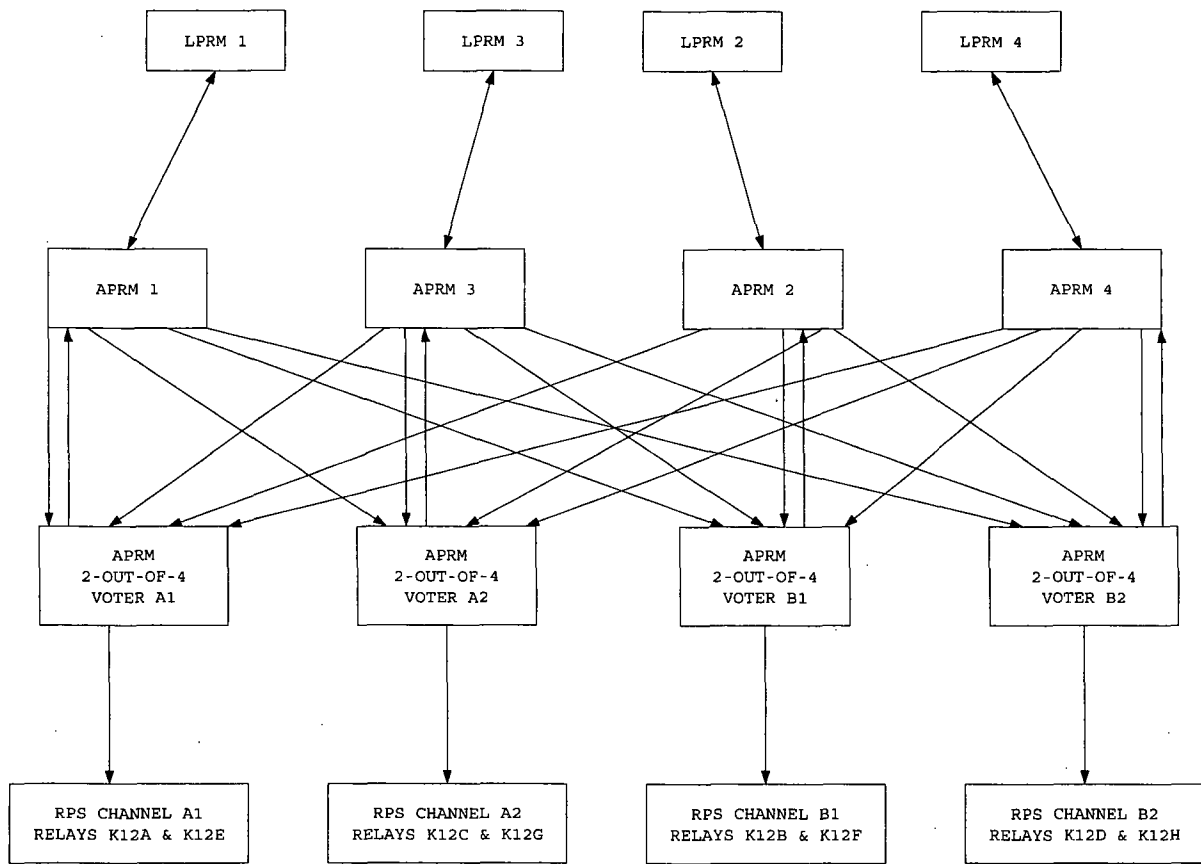 LPRM 1
LPRM 3
LPRM 2
LPRM 4
APRM 1
APRM 3
APRM 2
APRM 4
APRM
2-OUT-OF-4
VOTER A1
APRM
2-OUT-OF-4
VOTER A2
APRM
2-OUT-OF-4
VOTER B1
APRM
2-OUT-OF-4
VOTER B2
RPS CHANNEL A1
RELAYS K12A & K12E
RPS CHANNEL A2
RELAYS K12C & K12G
RPS CHANNEL B1
RELAYS K12B & K12F
RPS CHANNEL B2
RELAYS K12D & K12H